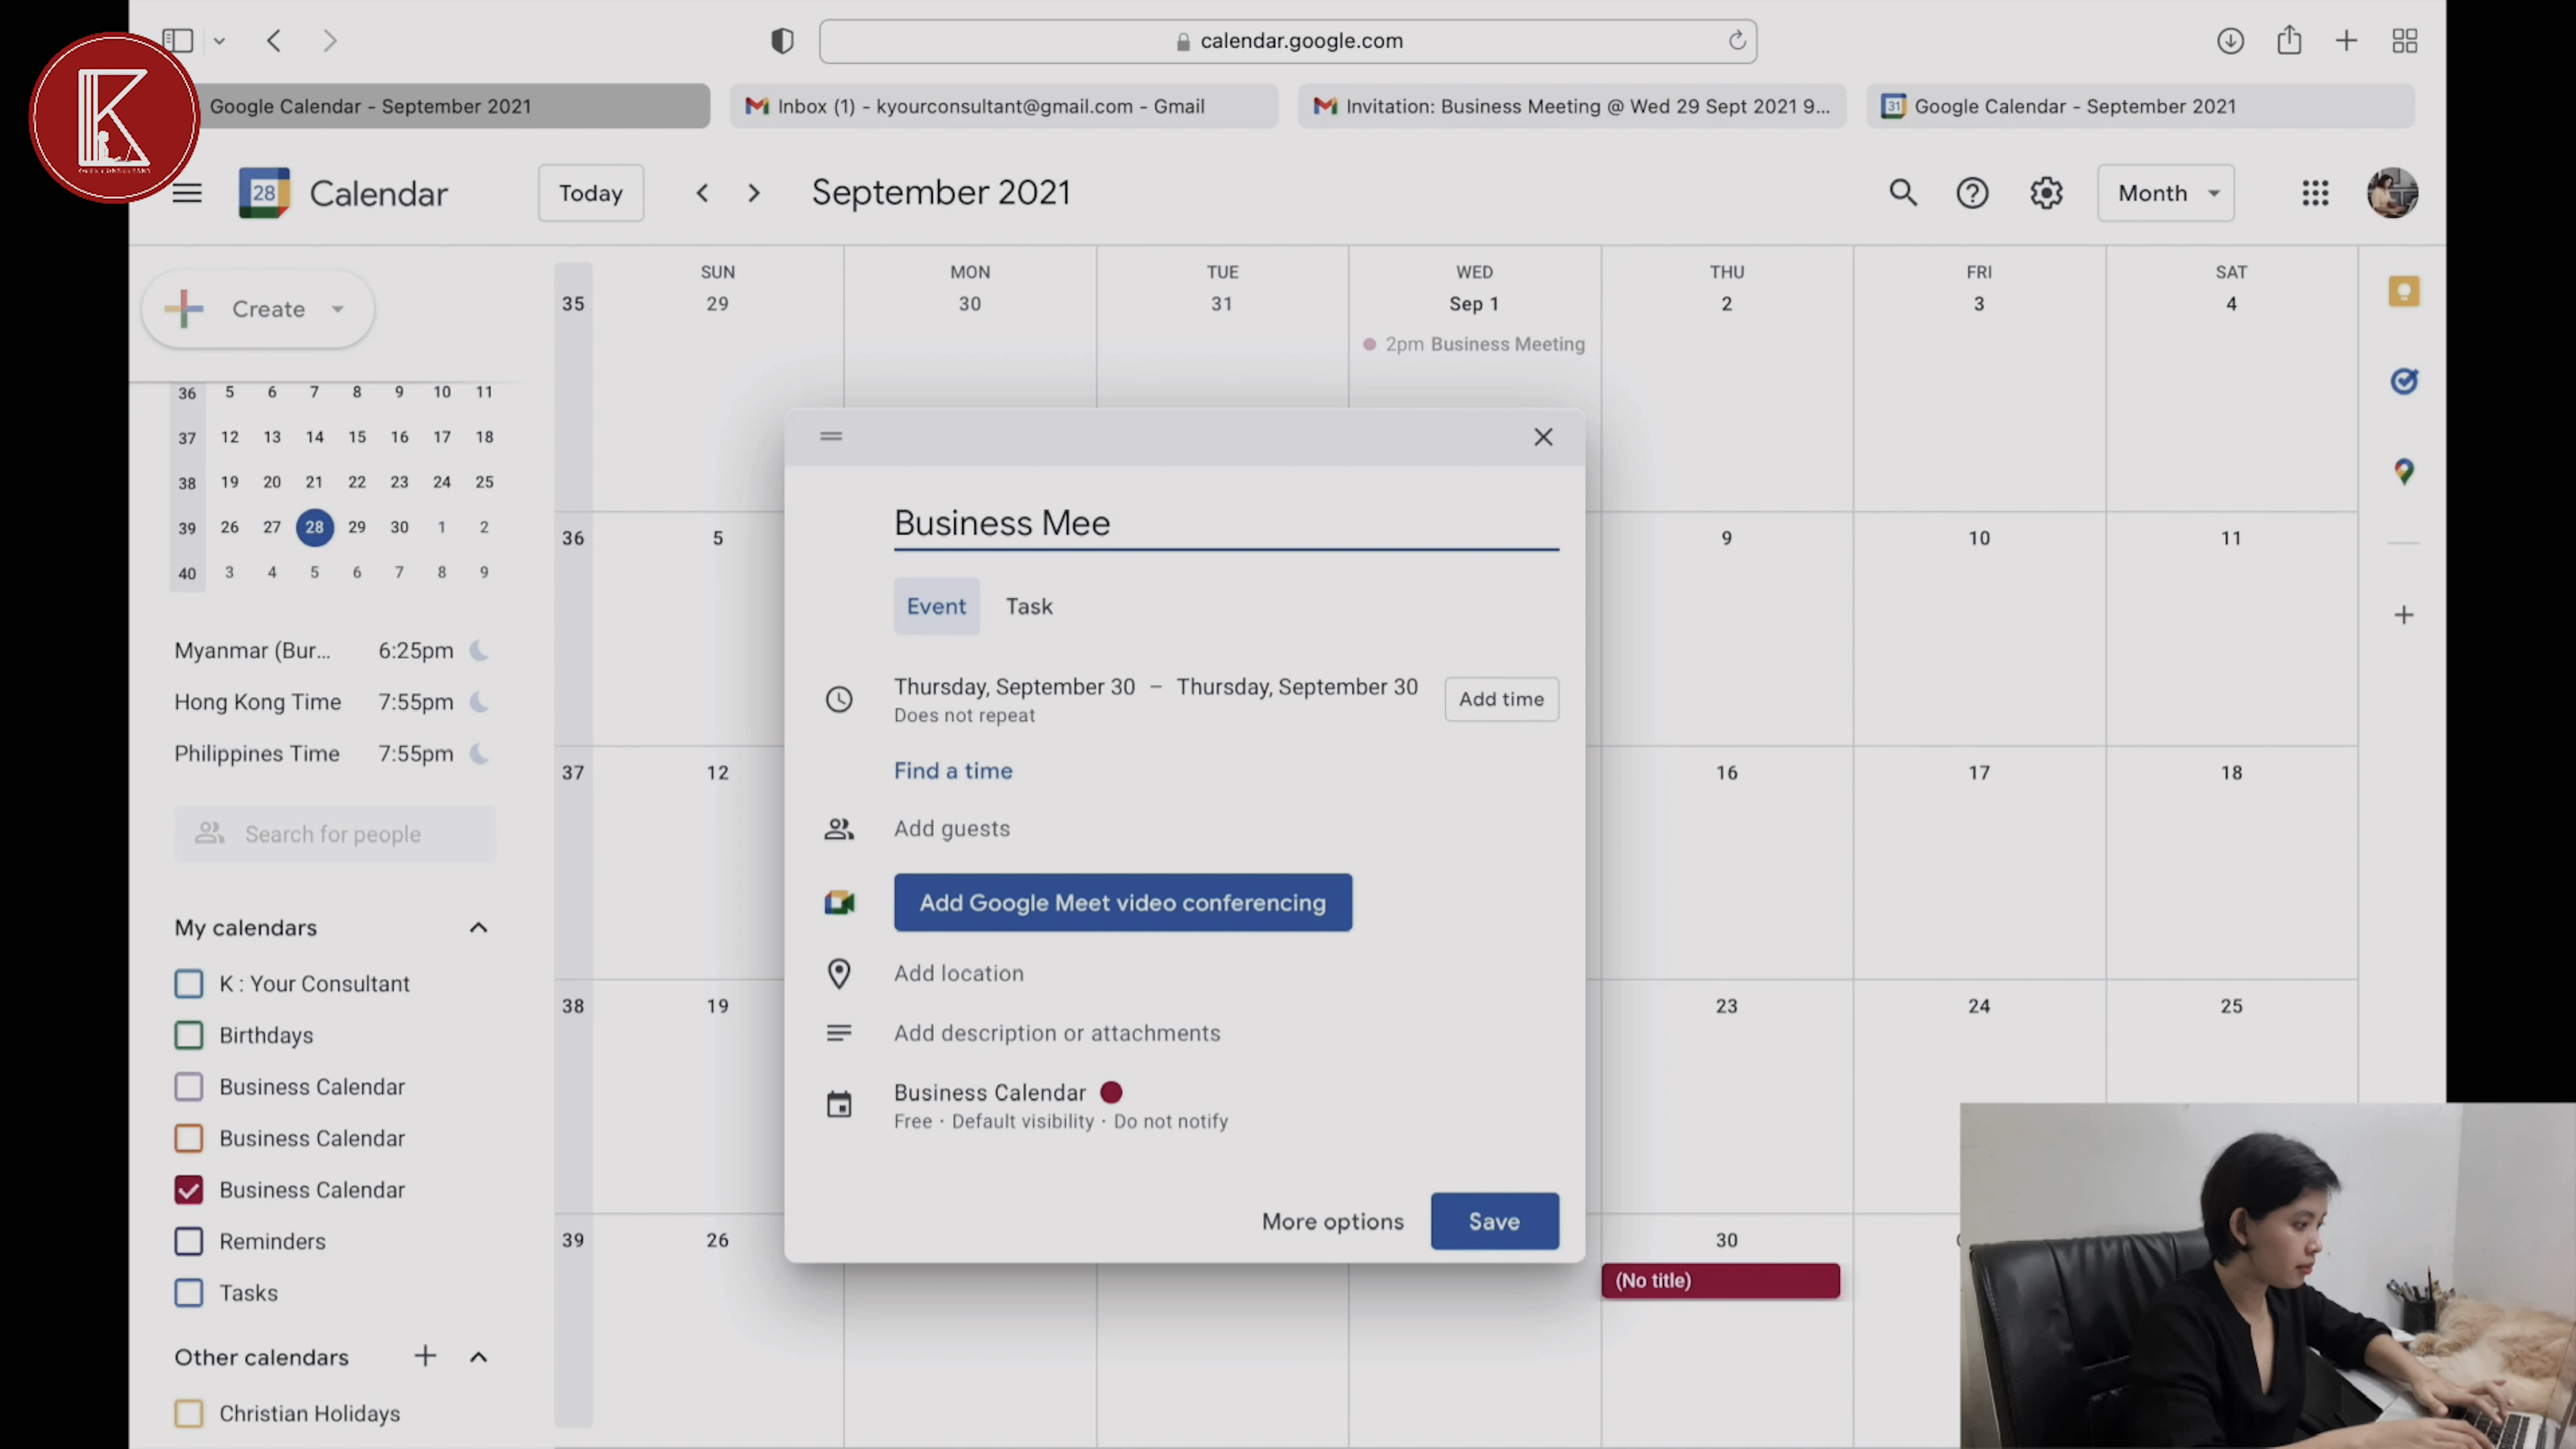 calendar.google.com
Google Calendar - September 2021
Inbox (1) - kyourconsultant@gmail.com - Gmail
Invitation: Business Meeting @ Wed 29 Sept 2021 9...
31
Google Calendar - September 2021
K
28
Calendar
Today
September 2021
Month
Create
36 5 6 7 8 9 10 11
37 12 13 14 15 16 17 18
38 19 20 21 22 23 24 25
39 26 27 28 29 30 1 2
40 3 4 5 6 7 8 9
Myanmar (Bur... 6:25pm
Hong Kong Time 7:55pm
Philippines Time 7:55pm
Search for people
My calendars
K : Your Consultant
Birthdays
Business Calendar
Business Calendar
Business Calendar
Reminders
Tasks
Other calendars
Christian Holidays
SUN MON TUE WED THU FRI SAT
35 29 30 31 Sep 1 2 3 4
2pm Business Meeting
36 5 9 10 11
37 12 16 17 18
38 19 23 24 25
39 26 30
(No title)
Business Mee
Event Task
Thursday, September 30 – Thursday, September 30
Does not repeat
Add time
Find a time
Add guests
Add Google Meet video conferencing
Add location
Add description or attachments
Business Calendar
Free · Default visibility · Do not notify
More options
Save